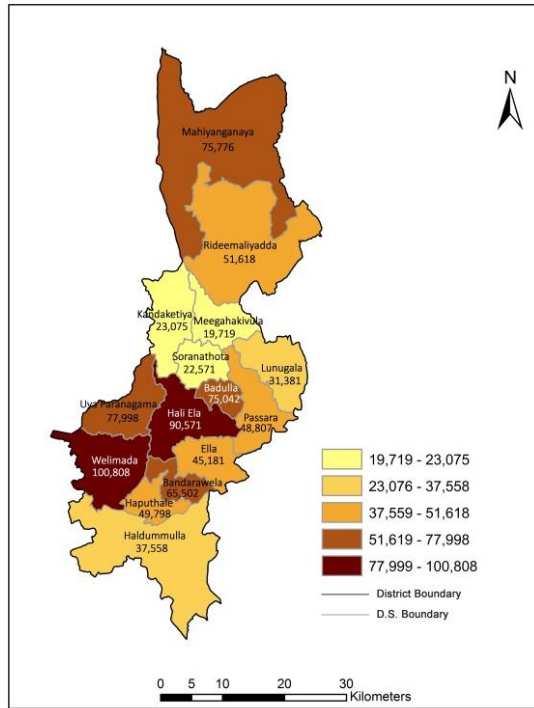 N
Mahiyanganaya
75,776
Rideemaliyadda
51,618
Kandaketiya
23,075
Meegahakivula
19,719
Soranathota
22,571
Lunugala
31,381
Badulla
75,042
Uva Paranagama
77,998
Hali Ela
90,571
Passara
48,807
Welimada
100,808
Ella
45,181
Bandarawela
65,502
Haputhale
49,798
Haldummulla
37,558
19,719 - 23,075
23,076 - 37,558
37,559 - 51,618
51,619 - 77,998
77,999 - 100,808
District Boundary
D.S. Boundary
0 5 10 20 30
Kilometers